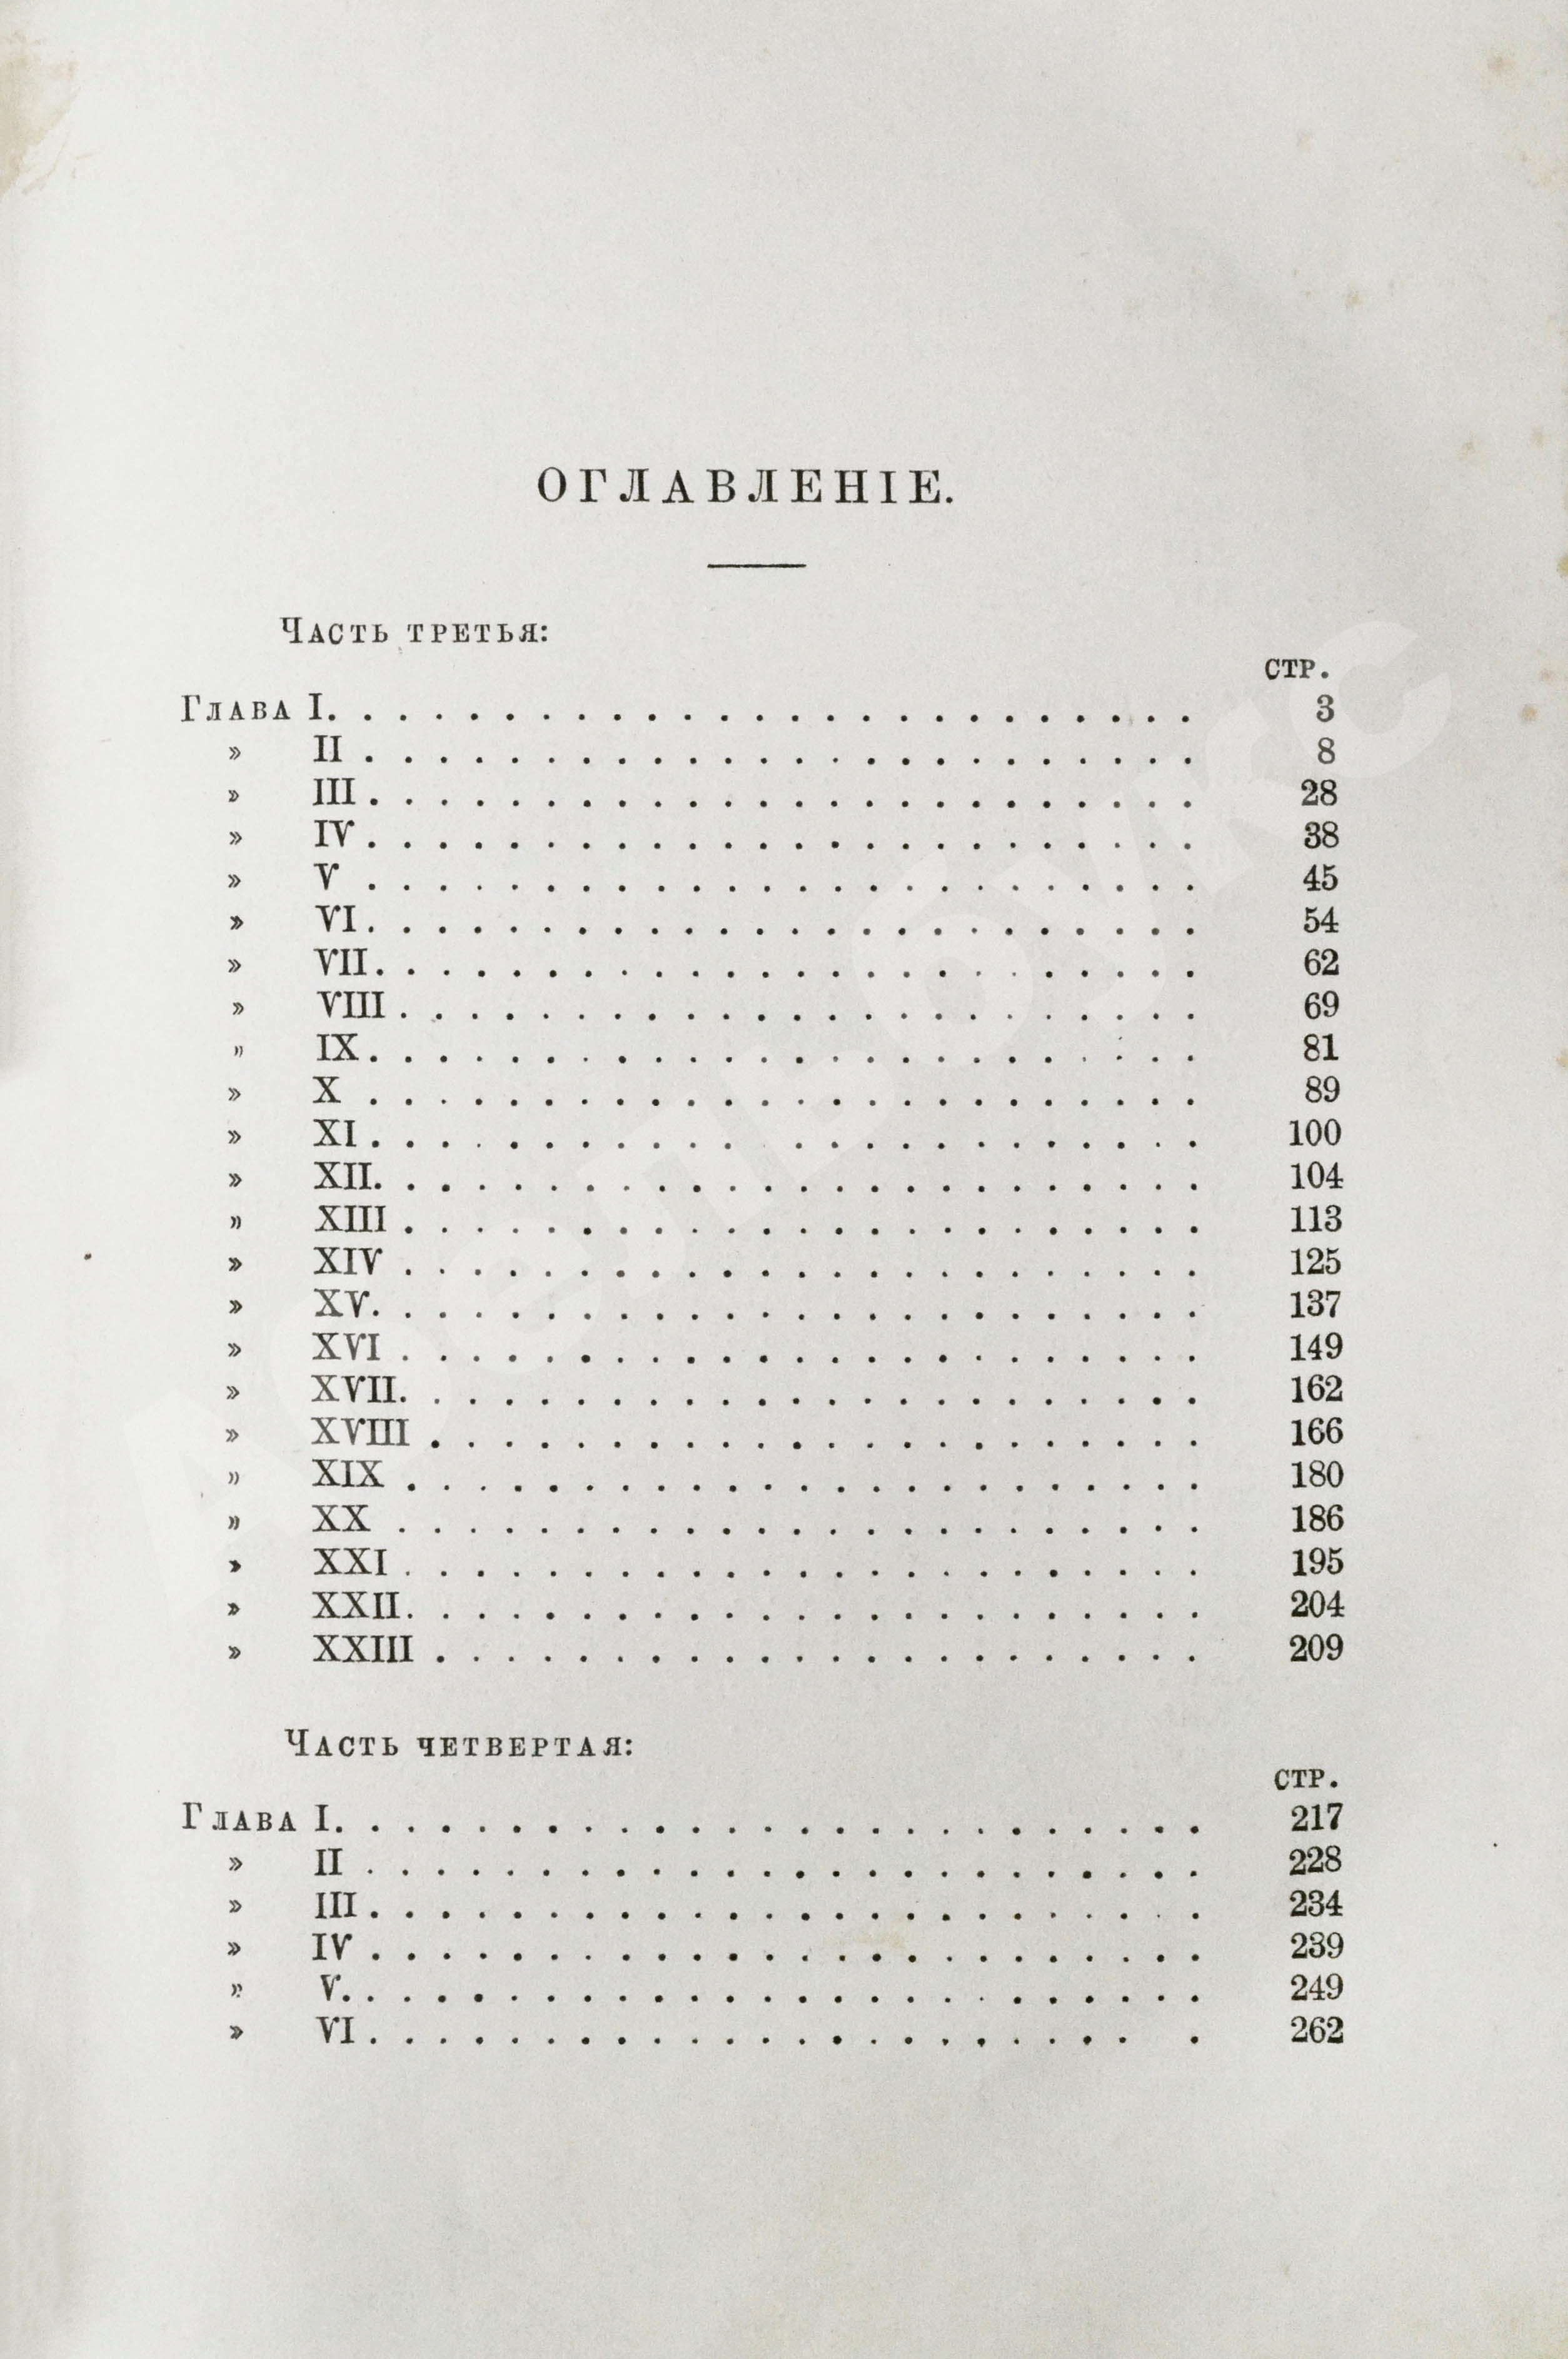 ОГЛАВЛЕНІЕ.
Часть третья:
СТР.
Глава I. . . . . . . . . . . . . . . . . . . . . . . . . 3
» II . . . . . . . . . . . . . . . . . . . . . . . . 8
» III . . . . . . . . . . . . . . . . . . . . . . . . 28
» IV . . . . . . . . . . . . . . . . . . . . . . . . 38
» V . . . . . . . . . . . . . . . . . . . . . . . . 45
» VI . . . . . . . . . . . . . . . . . . . . . . . . 54
» VII. . . . . . . . . . . . . . . . . . . . . . . . 62
» VIII . . . . . . . . . . . . . . . . . . . . . . . 69
» IX . . . . . . . . . . . . . . . . . . . . . . . . 81
» X . . . . . . . . . . . . . . . . . . . . . . . . 89
» XI . . . . . . . . . . . . . . . . . . . . . . . 100
» XII. . . . . . . . . . . . . . . . . . . . . . . . 104
» XIII . . . . . . . . . . . . . . . . . . . . . . . 113
» XIV . . . . . . . . . . . . . . . . . . . . . . . 125
» XV. . . . . . . . . . . . . . . . . . . . . . . . 137
» XVI . . . . . . . . . . . . . . . . . . . . . . . 149
» XVII. . . . . . . . . . . . . . . . . . . . . . . 162
» XVIII . . . . . . . . . . . . . . . . . . . . . . 166
» XIX . . . . . . . . . . . . . . . . . . . . . . . 180
» XX . . . . . . . . . . . . . . . . . . . . . . . 186
» XXI . . . . . . . . . . . . . . . . . . . . . . . 195
» XXII. . . . . . . . . . . . . . . . . . . . . . . 204
» XXIII . . . . . . . . . . . . . . . . . . . . . . 209
Часть четвертая:
СТР.
Глава I. . . . . . . . . . . . . . . . . . . . . . . . . 217
» II . . . . . . . . . . . . . . . . . . . . . . . . 228
» III . . . . . . . . . . . . . . . . . . . . . . . . 234
» IV . . . . . . . . . . . . . . . . . . . . . . . . 239
» V. . . . . . . . . . . . . . . . . . . . . . . . . 249
» VI . . . . . . . . . . . . . . . . . . . . . . . 262